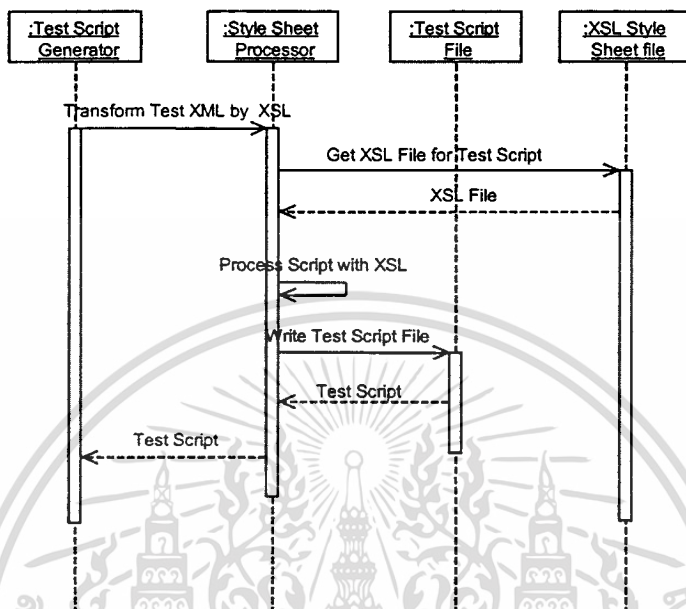 :Test Script
Generator
:Style Sheet
Processor
:Test Script
File
:XSL Style
Sheet file
Transform Test XML by XSL
Get XSL File for Test Script
XSL File
Process Script with XSL
Write Test Script File
Test Script
Test Script